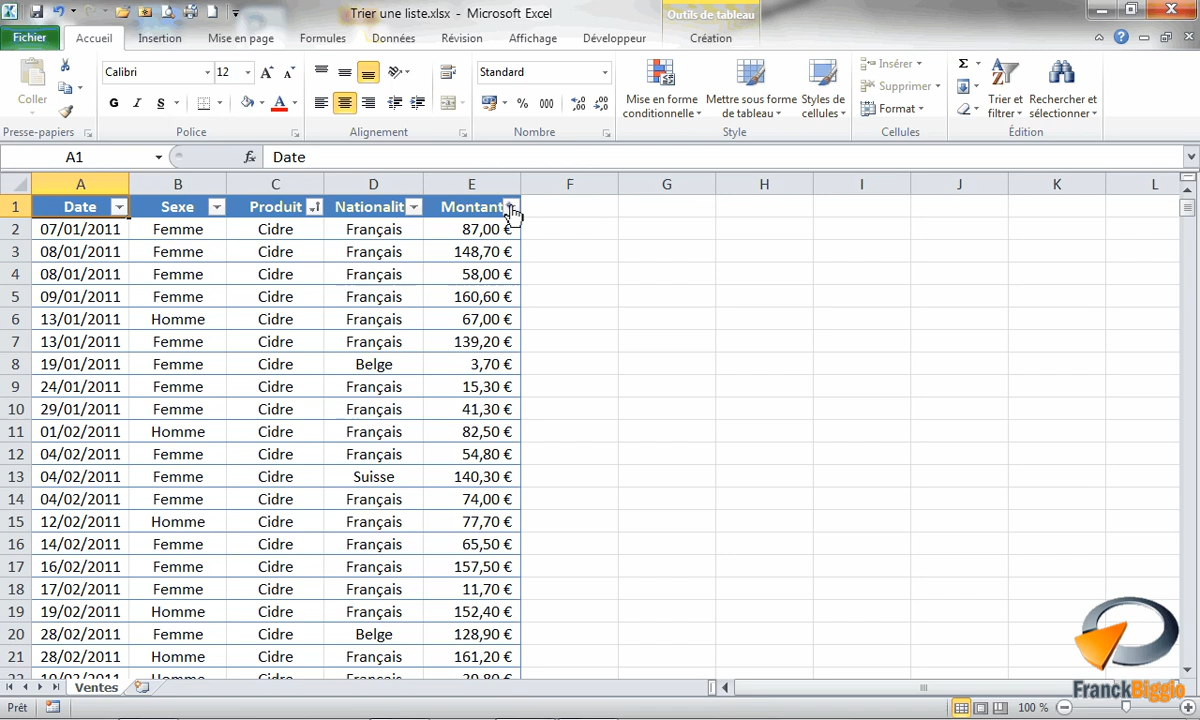 Trier une liste.xlsx - Microsoft Excel
Outils de tableau
Fichier Accueil Insertion Mise en page Formules Données Révision Affichage Développeur Création
Coller
Calibri 12
G I S
Standard
% 000
Mise en forme conditionnelle
Mettre sous forme de tableau
Styles de cellules
Insérer
Supprimer
Format
Σ
Trier et filtrer
Rechercher et sélectionner
Presse-papiers Police Alignement Nombre Style Cellules Édition
A1 fx Date
A B C D E F G H I J K L
1 Date Sexe Produit Nationalit Montant
2 07/01/2011 Femme Cidre Français 87,00 €
3 08/01/2011 Femme Cidre Français 148,70 €
4 08/01/2011 Femme Cidre Français 58,00 €
5 09/01/2011 Femme Cidre Français 160,60 €
6 13/01/2011 Homme Cidre Français 67,00 €
7 13/01/2011 Femme Cidre Français 139,20 €
8 19/01/2011 Femme Cidre Belge 3,70 €
9 24/01/2011 Femme Cidre Français 15,30 €
10 29/01/2011 Femme Cidre Français 41,30 €
11 01/02/2011 Homme Cidre Français 82,50 €
12 04/02/2011 Femme Cidre Français 54,80 €
13 04/02/2011 Femme Cidre Suisse 140,30 €
14 04/02/2011 Femme Cidre Français 74,00 €
15 12/02/2011 Homme Cidre Français 77,70 €
16 14/02/2011 Femme Cidre Français 65,50 €
17 16/02/2011 Femme Cidre Français 157,50 €
18 17/02/2011 Femme Cidre Français 11,70 €
19 19/02/2011 Homme Cidre Français 152,40 €
20 28/02/2011 Femme Cidre Belge 128,90 €
21 28/02/2011 Homme Cidre Français 161,20 €
Ventes
FranckBiggio
Prêt 100 %